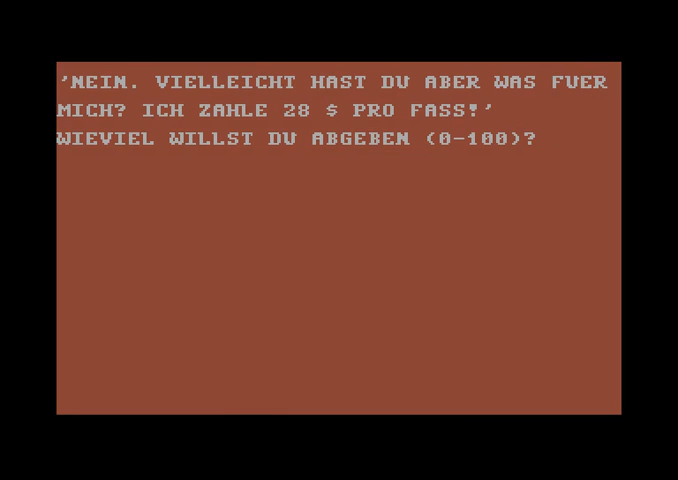 'NEIN. VIELLEICHT HAST DU ABER WAS FUER
MICH? ICH ZAHLE 28 $ PRO FASS!'
WIEVIEL WILLST DU ABGEBEN (0-100)?